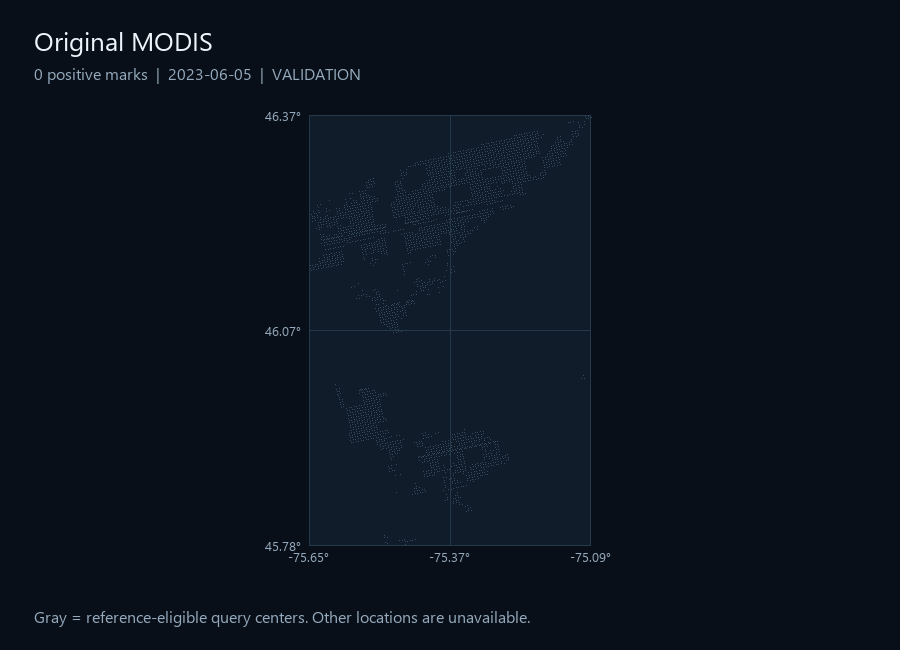 Original MODIS
0 positive marks | 2023-06-05 | VALIDATION
46.37°
46.07°
45.78°
-75.65°
-75.37°
-75.09°
Gray = reference-eligible query centers. Other locations are unavailable.